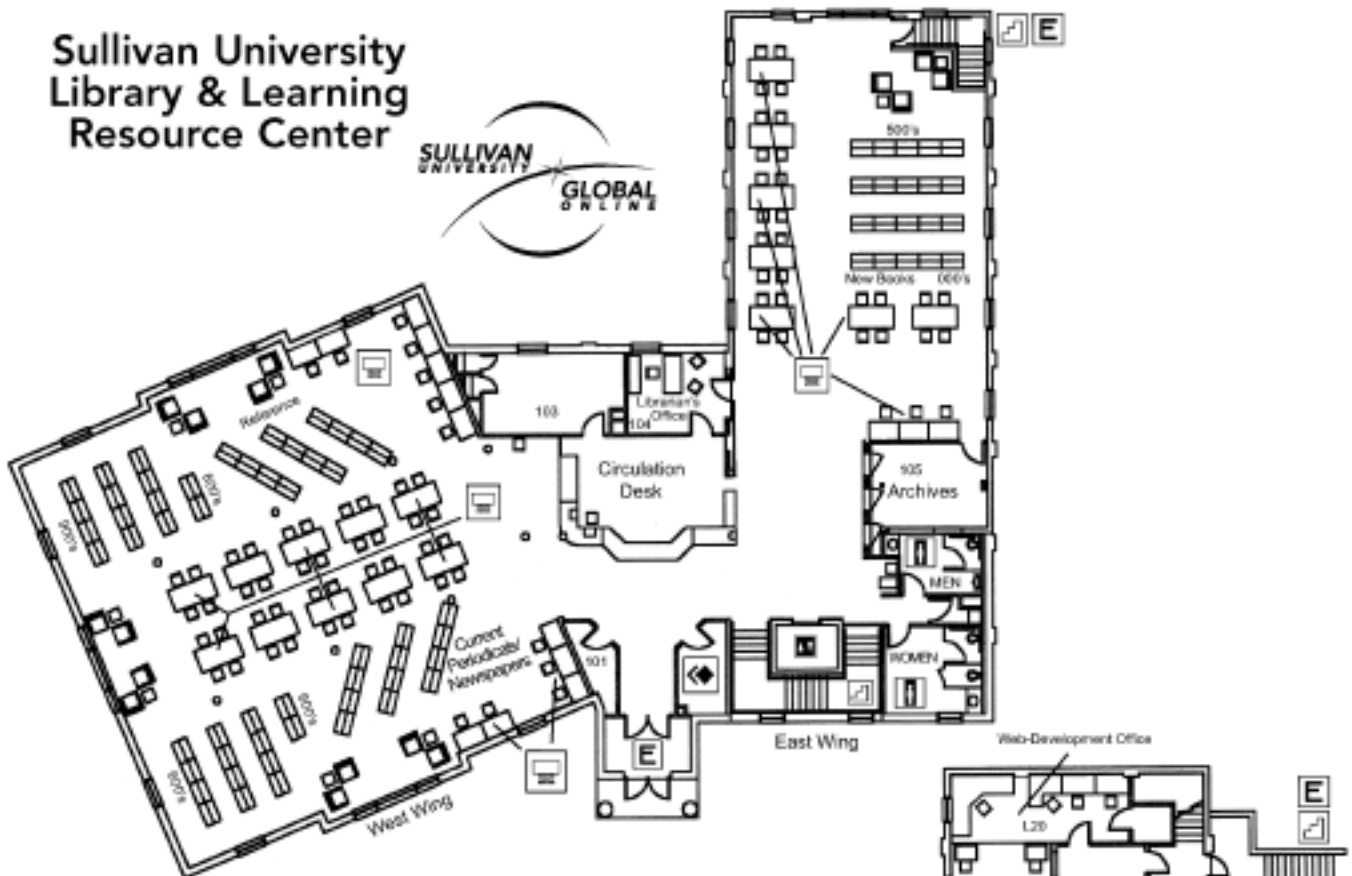 Sullivan University
Library & Learning
Resource Center
SULLIVAN
UNIVERSITY
GLOBAL
ONLINE
E
500's
New Books 000's
Reference
103
Librarian's
Office
104
Circulation
Desk
105
Archives
MEN
WOMEN
900's
Current
Periodicals/
Newspapers
101
E
East Wing
West Wing
Web-Development Office
L20
E